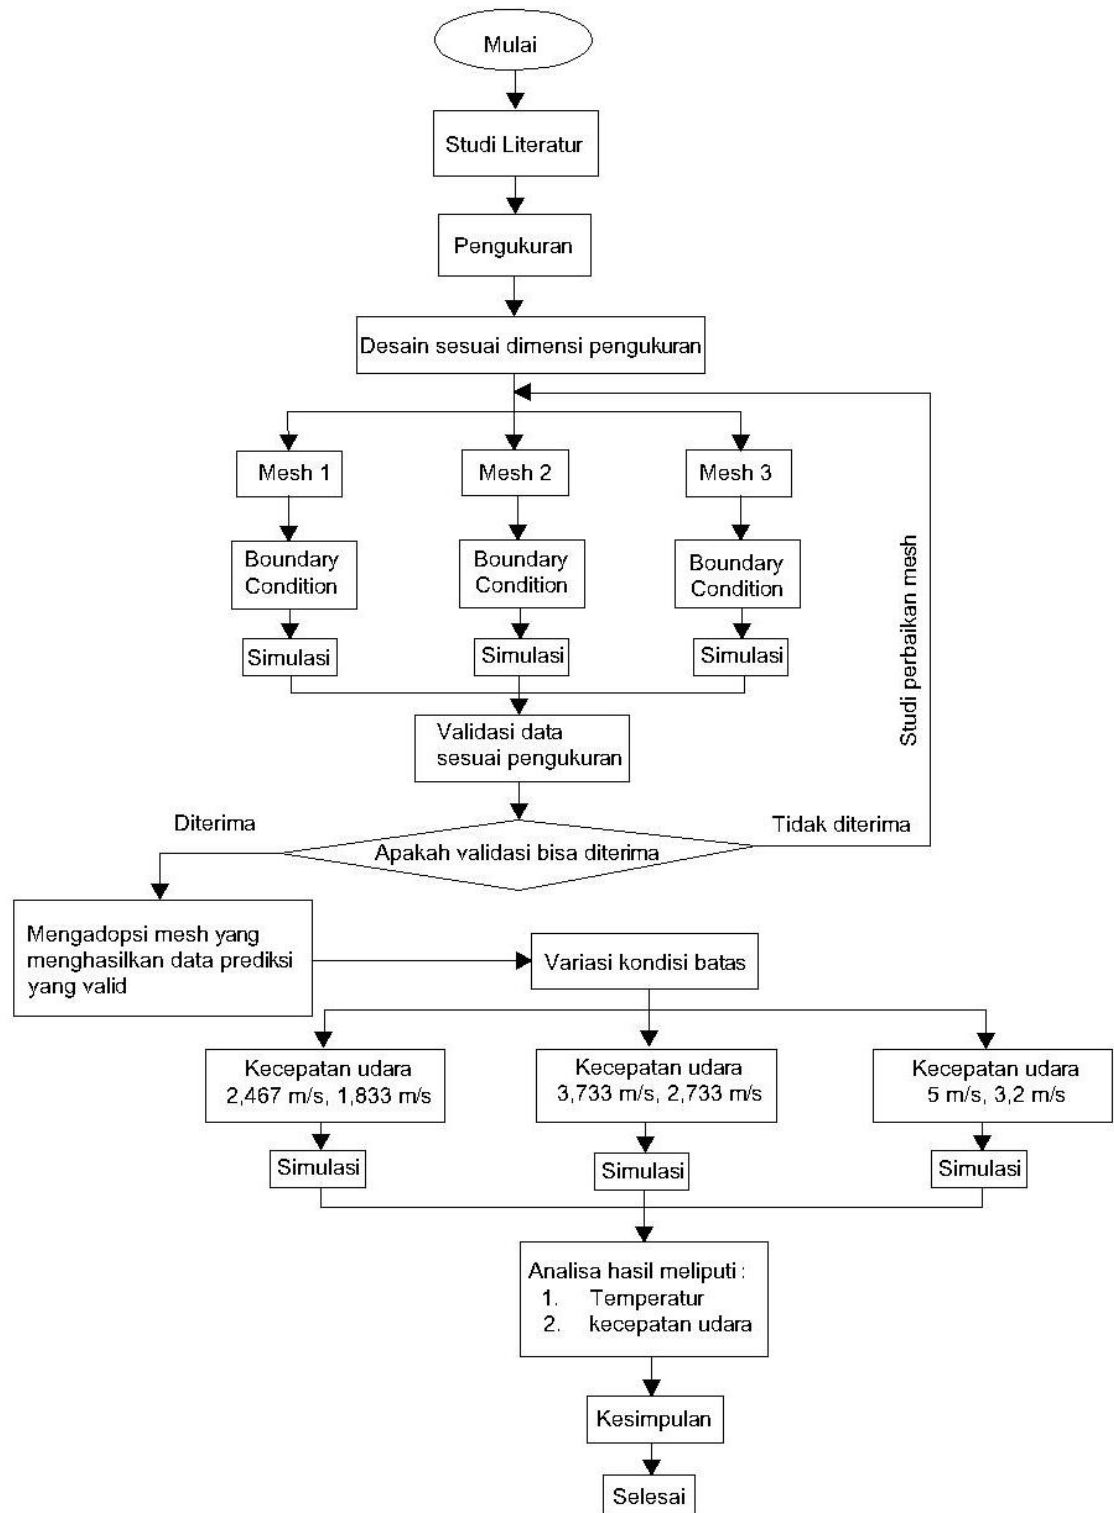 Mulai
Studi Literatur
Pengukuran
Desain sesuai dimensi pengukuran
Mesh 1
Mesh 2
Mesh 3
Boundary
Condition
Boundary
Condition
Boundary
Condition
Simulasi
Simulasi
Simulasi
Studi perbaikan mesh
Validasi data
sesuai pengukuran
Diterima
Apakah validasi bisa diterima
Tidak diterima
Mengadopsi mesh yang
menghasilkan data prediksi
yang valid
Variasi kondisi batas
Kecepatan udara
2,467 m/s, 1,833 m/s
Kecepatan udara
3,733 m/s, 2,733 m/s
Kecepatan udara
5 m/s, 3,2 m/s
Simulasi
Simulasi
Simulasi
Analisa hasil meliputi :
1. Temperatur
2. kecepatan udara
Kesimpulan
Selesai